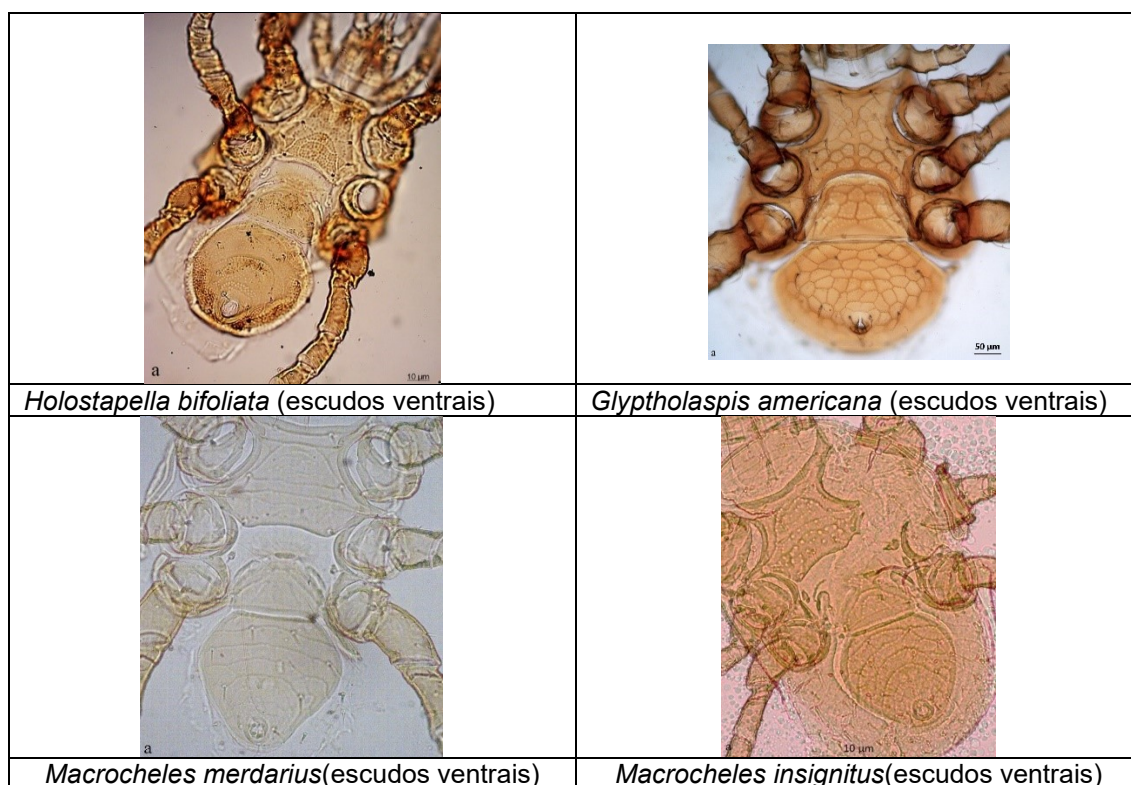 a
10 µm
a
50 µm
Holostapella bifoliata (escudos ventrais)
Glyptholaspis americana (escudos ventrais)
a
a
10 µm
Macrocheles merdarius(escudos ventrais)
Macrocheles insignitus(escudos ventrais)